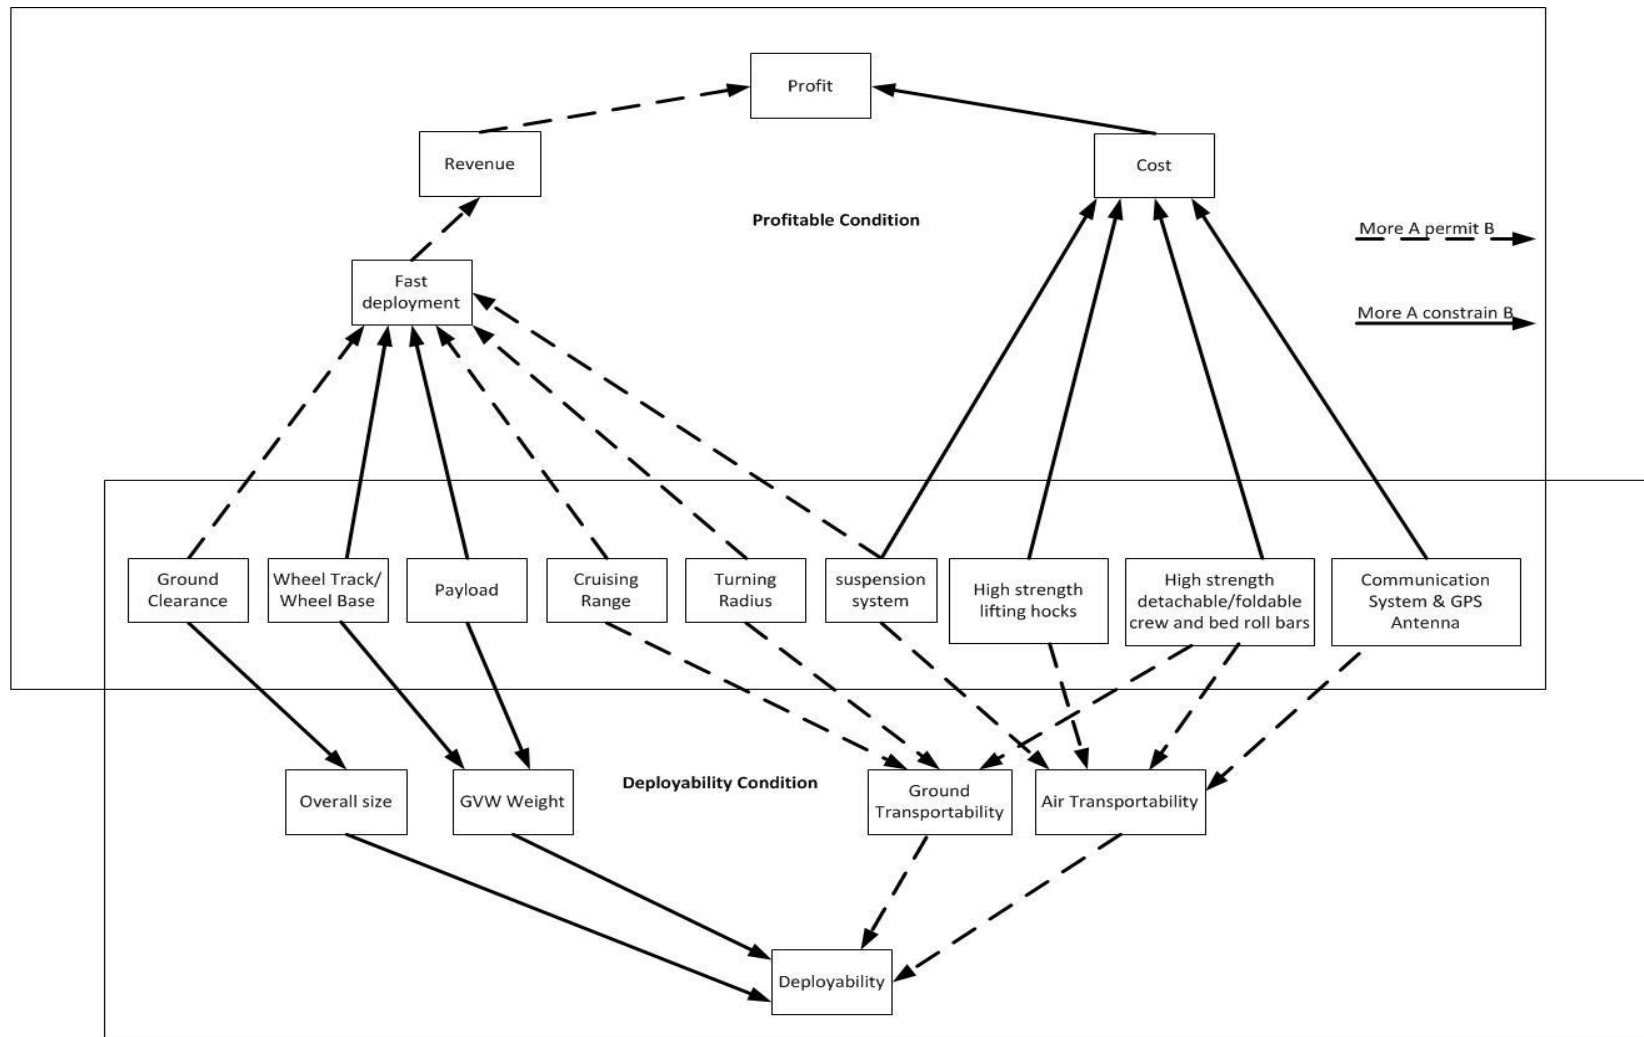 Profit
Revenue
Cost
Profitable Condition
More A permit B
Fast
deployment
More A constrain B
Ground
Clearance
Wheel Track/
Wheel Base
Payload
Cruising
Range
Turning
Radius
suspension
system
High strength
lifting hocks
High strength
detachable/foldable
crew and bed roll bars
Communication
System & GPS
Antenna
Overall size
GVW Weight
Deployability Condition
Ground
Transportability
Air Transportability
Deployability